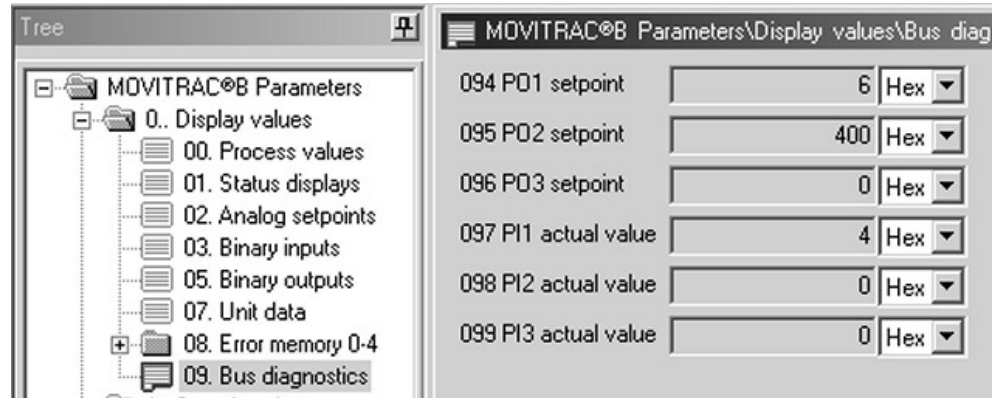 Tree
MOVITRAC®B Parameters
0.. Display values
00. Process values
01. Status displays
02. Analog setpoints
03. Binary inputs
05. Binary outputs
07. Unit data
08. Error memory 0-4
09. Bus diagnostics
MOVITRAC®B Parameters\Display values\Bus diag
094 PO1 setpoint 6 Hex
095 PO2 setpoint 400 Hex
096 PO3 setpoint 0 Hex
097 PI1 actual value 4 Hex
098 PI2 actual value 0 Hex
099 PI3 actual value 0 Hex